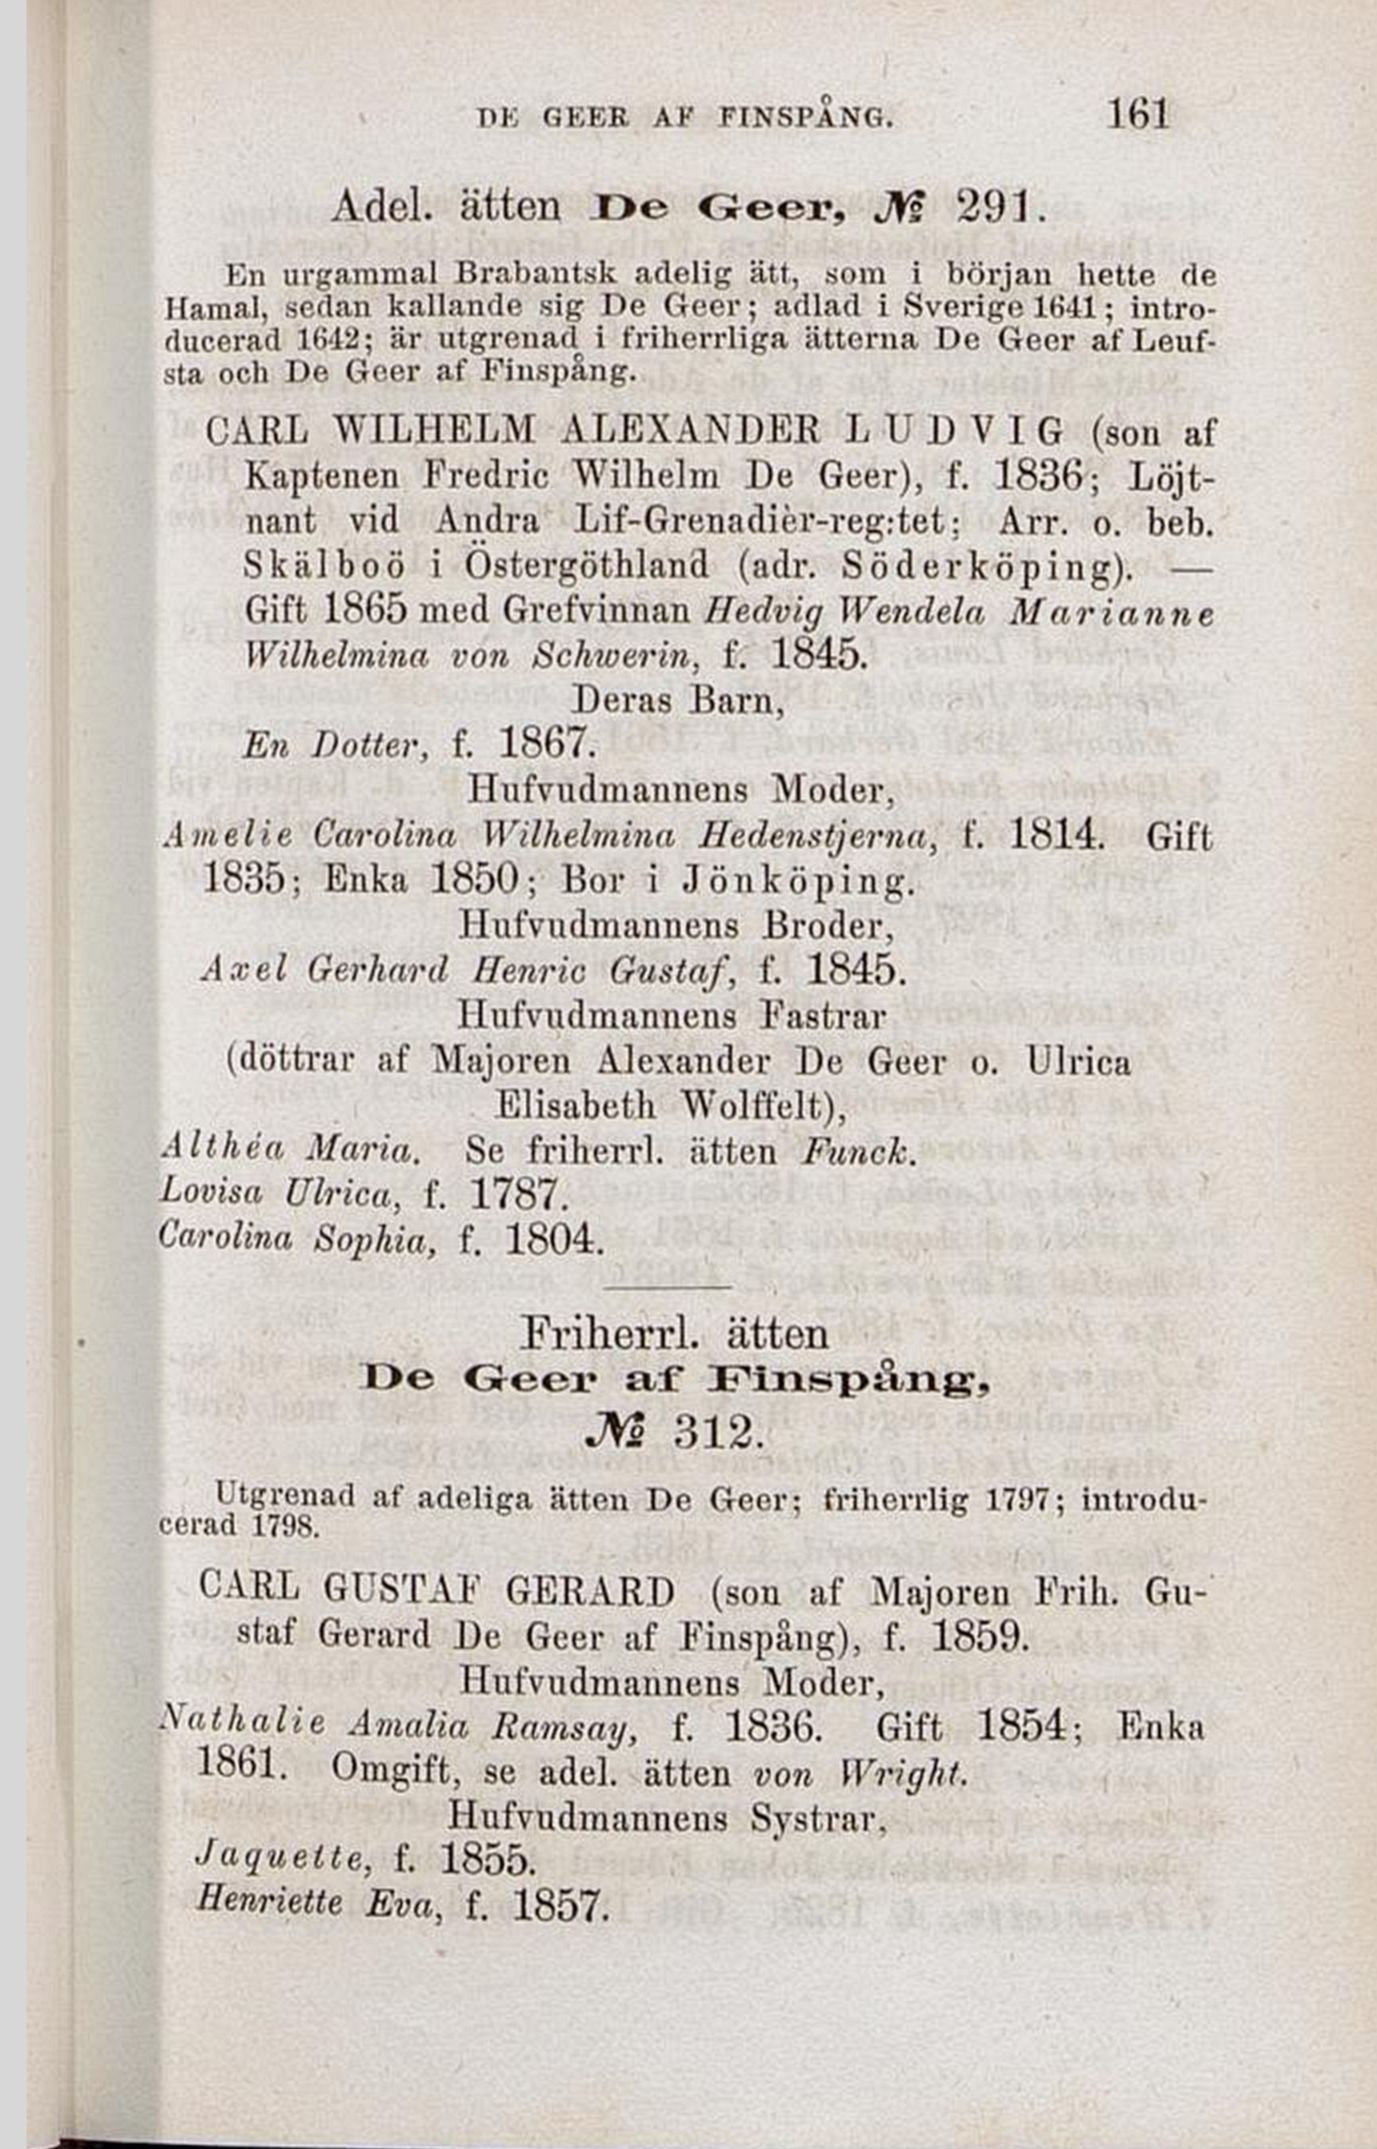 DE GEER AF FINSPÅNG. 161
Adel. ätten De Geer, № 291.
En urgammal Brabantsk adelig ätt, som i början hette de
Hamal, sedan kallande sig De Geer; adlad i Sverige 1641; intro-
ducerad 1642; är utgrenad i friherrliga ätterna De Geer af Leuf-
sta och De Geer af Finspång.
CARL WILHELM ALEXANDER LUDVIG (son af
Kaptenen Fredric Wilhelm De Geer), f. 1836; Löjt-
nant vid Andra Lif-Grenadièr-reg:tet; Arr. o. beb.
Skälboö i Östergöthland (adr. Söderköping). —
Gift 1865 med Grefvinnan Hedvig Wendela Marianne
Wilhelmina von Schwerin, f. 1845.
Deras Barn,
En Dotter, f. 1867.
Hufvudmannens Moder,
Amelie Carolina Wilhelmina Hedenstjerna, f. 1814. Gift
1835; Enka 1850; Bor i Jönköping.
Hufvudmannens Broder,
Axel Gerhard Henric Gustaf, f. 1845.
Hufvudmannens Fastrar
(döttrar af Majoren Alexander De Geer o. Ulrica
Elisabeth Wolffelt),
Althéa Maria. Se friherrl. ätten Funck.
Lovisa Ulrica, f. 1787.
Carolina Sophia, f. 1804.
Friherrl. ätten
De Geer af Finspång,
№ 312.
Utgrenad af adeliga ätten De Geer; friherrlig 1797; introdu-
cerad 1798.
CARL GUSTAF GERARD (son af Majoren Frih. Gu-
staf Gerard De Geer af Finspång), f. 1859.
Hufvudmannens Moder,
Nathalie Amalia Ramsay, f. 1836. Gift 1854; Enka
1861. Omgift, se adel. ätten von Wright.
Hufvudmannens Systrar,
Jaquette, f. 1855.
Henriette Eva, f. 1857.